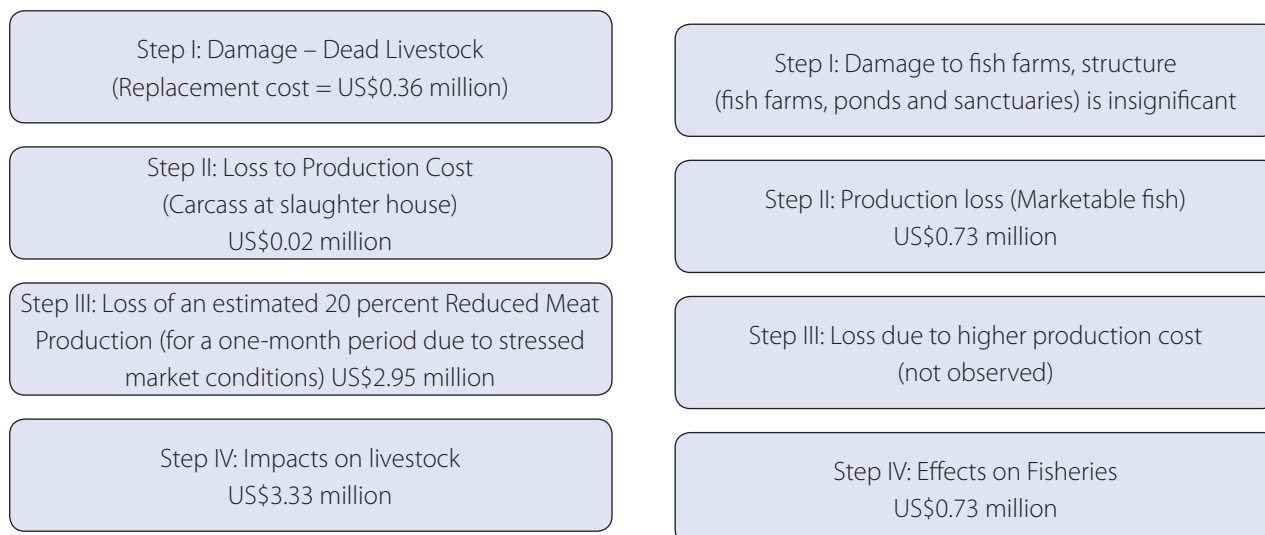 Step I: Damage – Dead Livestock
(Replacement cost = US$0.36 million)
Step II: Loss to Production Cost
(Carcass at slaughter house)
US$0.02 million
Step III: Loss of an estimated 20 percent Reduced Meat
Production (for a one-month period due to stressed
market conditions) US$2.95 million
Step IV: Impacts on livestock
US$3.33 million
Step I: Damage to fish farms, structure
(fish farms, ponds and sanctuaries) is insignificant
Step II: Production loss (Marketable fish)
US$0.73 million
Step III: Loss due to higher production cost
(not observed)
Step IV: Effects on Fisheries
US$0.73 million